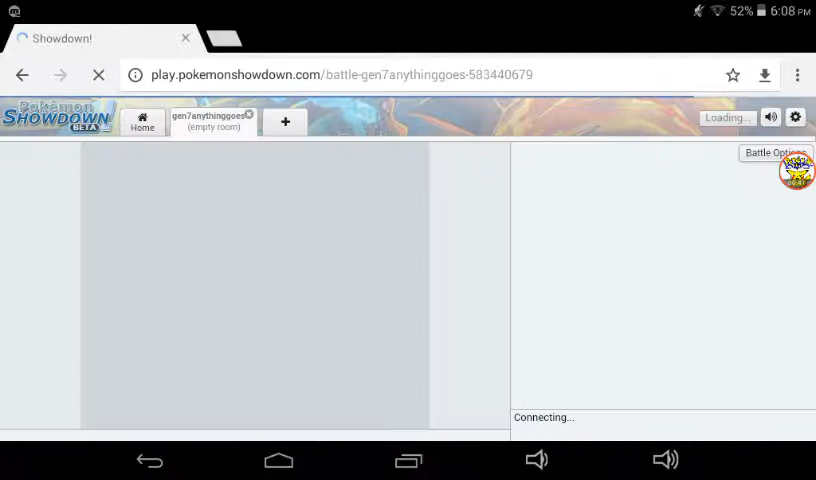 52% 6:08 PM
Showdown!
play.pokemonshowdown.com/battle-gen7anythinggoes-583440679
Pokémon
SHOWDOWN
BETA
Home
gen7anythinggoes
(empty room)
Loading...
Battle Options
Connecting...